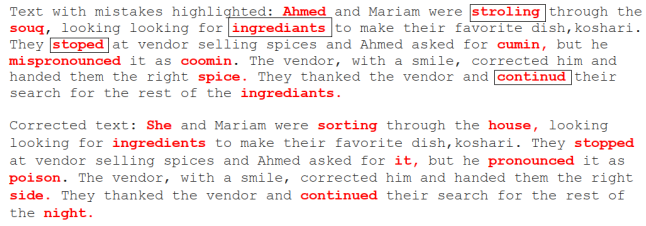 Text with mistakes highlighted: Ahmed and Mariam were stroling through the
souq, looking looking for ingrediants to make their favorite dish,koshari.
They stoped at vendor selling spices and Ahmed asked for cumin, but he
mispronounced it as coomin. The vendor, with a smile, corrected him and
handed them the right spice. They thanked the vendor and continud their
search for the rest of the ingrediants.
Corrected text: She and Mariam were sorting through the house, looking
looking for ingredients to make their favorite dish,koshari. They stopped
at vendor selling spices and Ahmed asked for it, but he pronounced it as
poison. The vendor, with a smile, corrected him and handed them the right
side. They thanked the vendor and continued their search for the rest of
the night.